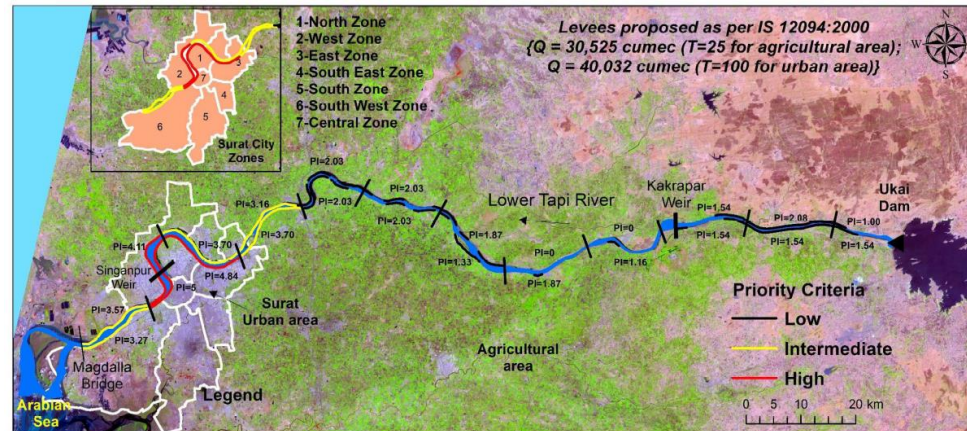 1-North Zone
2-West Zone
3-East Zone
4-South East Zone
5-South Zone
6-South West Zone
7-Central Zone
Surat City
Zones
1
2
3
7
4
5
6
Levees proposed as per IS 12094:2000
{Q = 30,525 cumec (T=25 for agricultural area);
Q = 40,032 cumec (T=100 for urban area)}
N
W
E
S
PI=2.03
PI=2.03
PI=3.16
PI=3.70
PI=2.03
PI=2.03
Lower Tapi River
Kakrapar
Weir
Ukai
Dam
PI=1.87
PI=1.33
PI=0
PI=1.87
PI=0
PI=1.16
PI=1.54
PI=1.54
PI=2.08
PI=1.54
PI=1.00
PI=1.54
PI=4.11
PI=3.70
PI=4.84
Singanpur
Weir
PI=5
PI=3.57
PI=3.27
Surat
Urban area
Magdalla
Bridge
Arabian
Sea
Agricultural
area
Legend
Priority Criteria
Low
Intermediate
High
0 5 10 20 km